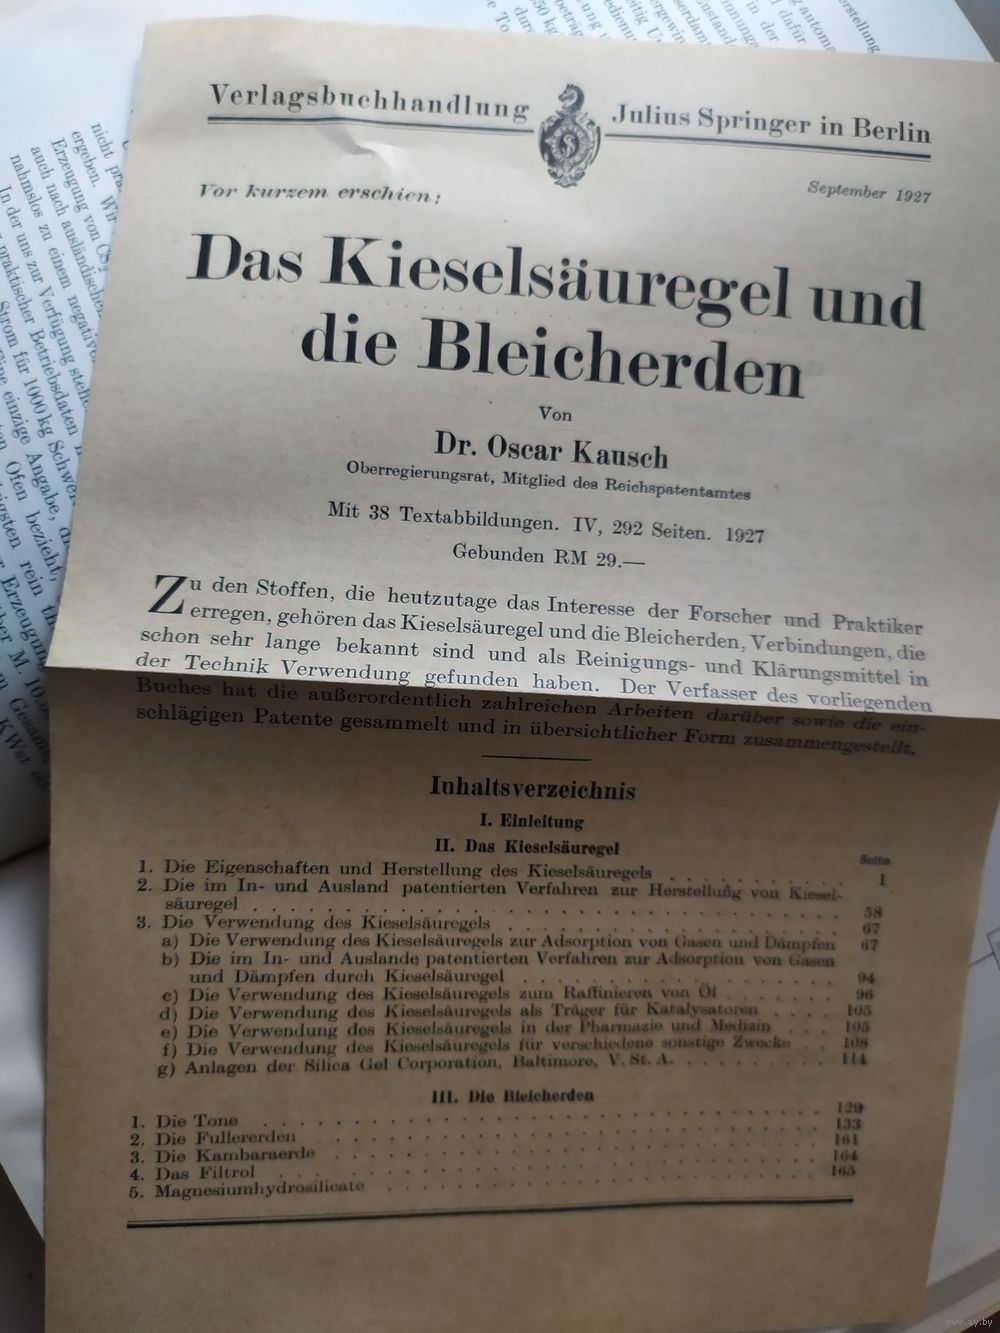 Verlagsbuchhandlung Julius Springer in Berlin
Vor kurzem erschien: September 1927
Das Kieselsäuregel und
die Bleicherden
Von
Dr. Oscar Kausch
Oberregierungsrat, Mitglied des Reichspatentamtes
Mit 38 Textabbildungen. IV, 292 Seiten. 1927
Gebunden RM 29.—
Zu den Stoffen, die heutzutage das Interesse der Forscher und Praktiker
erregen, gehören das Kieselsäuregel und die Bleicherden, Verbindungen, die
schon sehr lange bekannt sind und als Reinigungs- und Klärungsmittel in
der Technik Verwendung gefunden haben. Der Verfasser des vorliegenden
Buches hat die außerordentlich zahlreichen Arbeiten darüber sowie die ein-
schlägigen Patente gesammelt und in übersichtlicher Form zusammengestellt.
Inhaltsverzeichnis
I. Einleitung
II. Das Kieselsäuregel
Seite
1. Die Eigenschaften und Herstellung des Kieselsäuregels . . . . . . . . . 1
2. Die im In- und Ausland patentierten Verfahren zur Herstellung von Kiesel-
säuregel . . . . . . . . . 58
3. Die Verwendung des Kieselsäuregels . . . . . . . . . 67
a) Die Verwendung des Kieselsäuregels zur Adsorption von Gasen und Dämpfen 67
b) Die im In- und Auslande patentierten Verfahren zur Adsorption von Gasen
und Dämpfen durch Kieselsäuregel . . . . . . . . . 94
c) Die Verwendung des Kieselsäuregels zum Raffinieren von Öl . . . . . . . 96
d) Die Verwendung des Kieselsäuregels als Träger für Katalysatoren . . . . 105
e) Die Verwendung des Kieselsäuregels in der Pharmazie und Medizin . . . 105
f) Die Verwendung des Kieselsäuregels für verschiedene sonstige Zwecke . . 108
g) Anlagen der Silica Gel Corporation, Baltimore, V. St. A. . . . . . . . . 114
III. Die Bleicherden
1. Die Tone . . . . . . . . . 129
2. Die Fullererden . . . . . . . . . 133
3. Die Kambaraerde . . . . . . . . . 161
4. Das Filtrol . . . . . . . . . 164
5. Magnesiumhydrosilicate . . . . . . . . . 165
www.ay.by